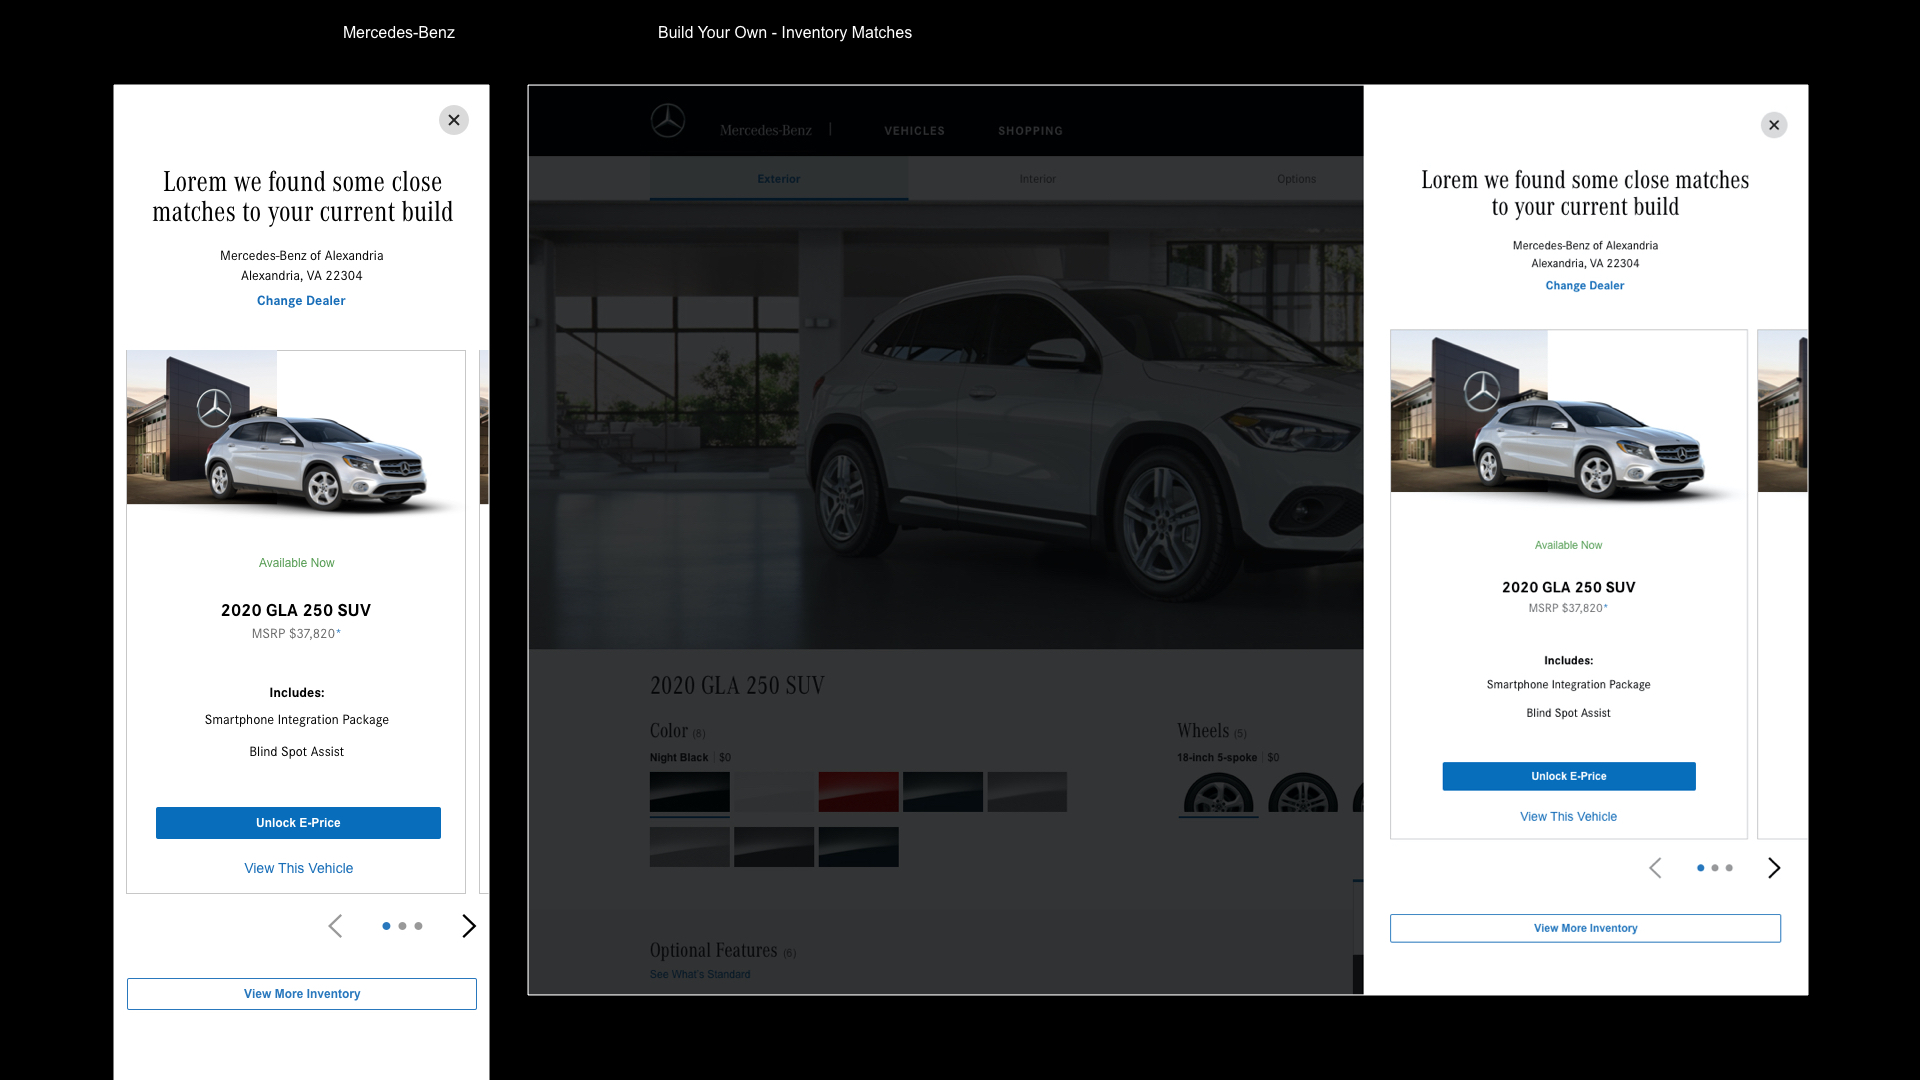 Mercedes-Benz
Build Your Own - Inventory Matches
Lorem we found some close
matches to your current build
Mercedes-Benz of Alexandria
Alexandria, VA 22304
Change Dealer
Available Now
2020 GLA 250 SUV
MSRP $37,820*
Includes:
Smartphone Integration Package
Blind Spot Assist
Unlock E-Price
View This Vehicle
View More Inventory
Mercedes-Benz |
VEHICLES
SHOPPING
Exterior
Interior
Options
2020 GLA 250 SUV
Color (8)
Night Black | $0
Wheels (5)
18-inch 5-spoke | $0
Optional Features (6)
See What's Standard
Lorem we found some close matches
to your current build
Mercedes-Benz of Alexandria
Alexandria, VA 22304
Change Dealer
Available Now
2020 GLA 250 SUV
MSRP $37,820*
Includes:
Smartphone Integration Package
Blind Spot Assist
Unlock E-Price
View This Vehicle
View More Inventory